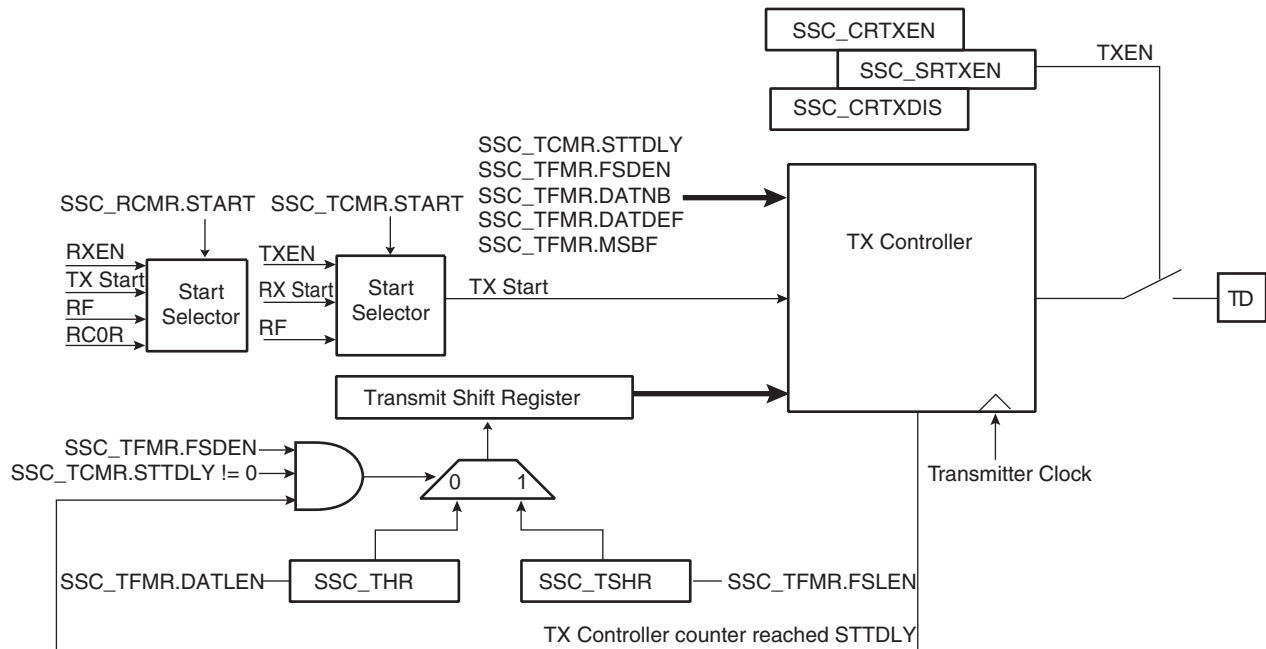 SSC_CRTXEN
SSC_SRTXEN
TXEN
SSC_CRTXDIS
SSC_TCMR.STTDLY
SSC_TFMR.FSDEN
SSC_TFMR.DATNB
SSC_TFMR.DATDEF
SSC_TFMR.MSBF
SSC_RCMR.START
SSC_TCMR.START
RXEN
TX Start
RF
RC0R
Start
Selector
TXEN
RX Start
RF
Start
Selector
TX Start
TX Controller
TD
Transmit Shift Register
SSC_TFMR.FSDEN
SSC_TCMR.STTDLY != 0
0
1
Transmitter Clock
SSC_TFMR.DATLEN
SSC_THR
SSC_TSHR
SSC_TFMR.FSLEN
TX Controller counter reached STTDLY